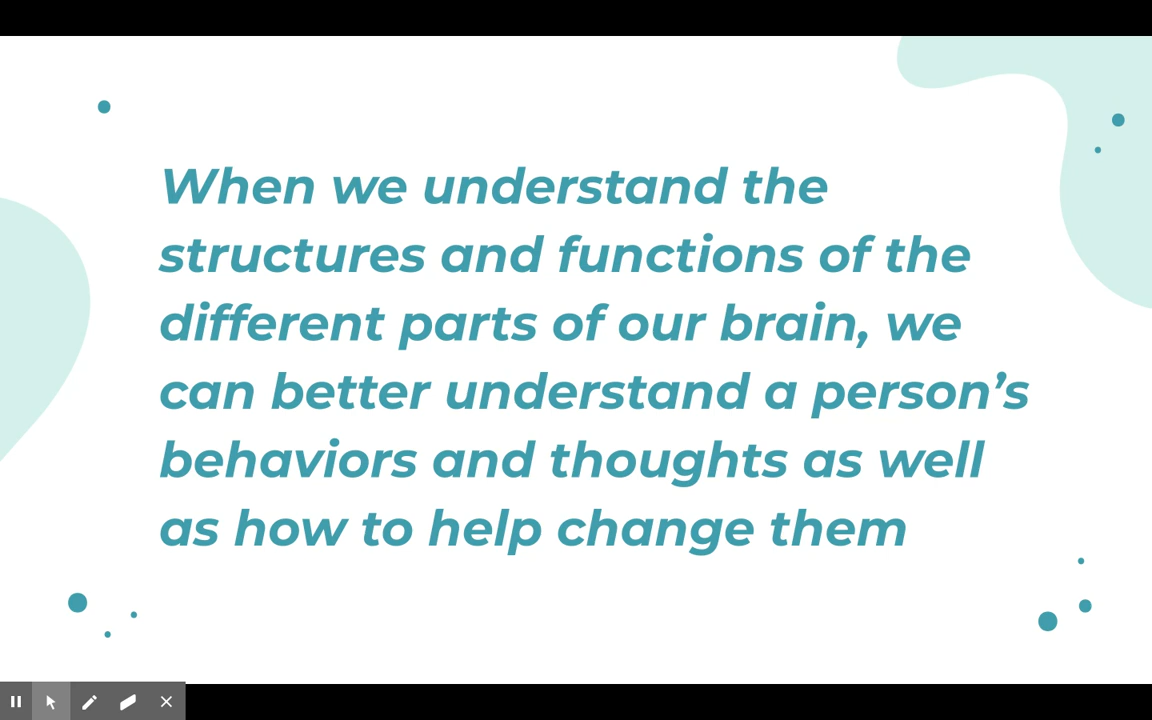 When we understand the
structures and functions of the
different parts of our brain, we
can better understand a person’s
behaviors and thoughts as well
as how to help change them